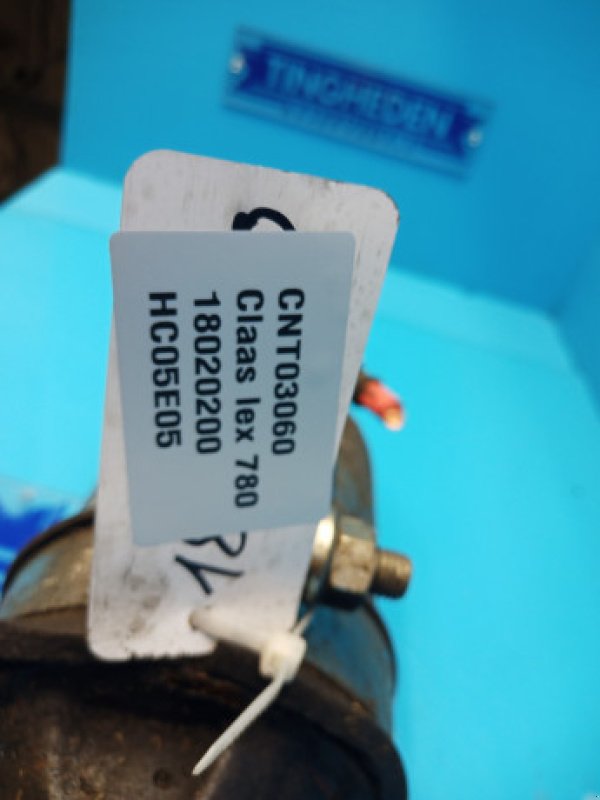 TINGHEDEN
CNT03060
Claas lex 780
18020200
HC05E05